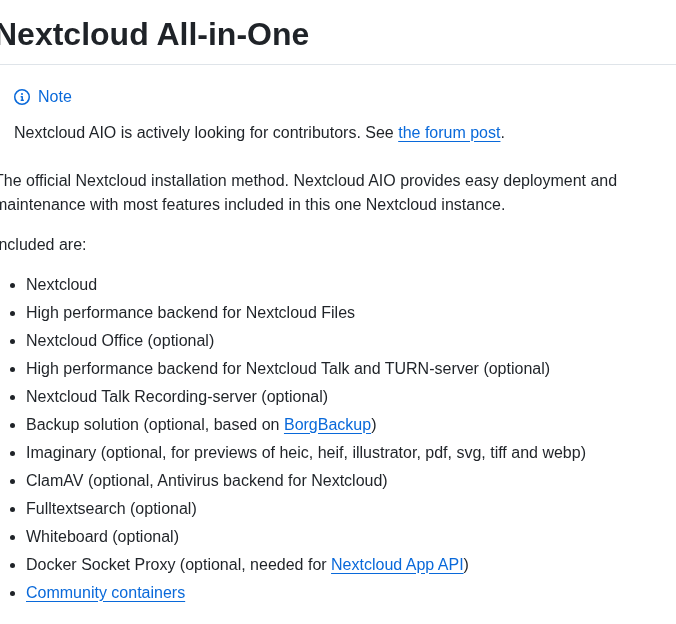 Nextcloud All-in-One
Note
Nextcloud AIO is actively looking for contributors. See the forum post.
The official Nextcloud installation method. Nextcloud AIO provides easy deployment and
maintenance with most features included in this one Nextcloud instance.
Included are:
Nextcloud
High performance backend for Nextcloud Files
Nextcloud Office (optional)
High performance backend for Nextcloud Talk and TURN-server (optional)
Nextcloud Talk Recording-server (optional)
Backup solution (optional, based on BorgBackup)
Imaginary (optional, for previews of heic, heif, illustrator, pdf, svg, tiff and webp)
ClamAV (optional, Antivirus backend for Nextcloud)
Fulltextsearch (optional)
Whiteboard (optional)
Docker Socket Proxy (optional, needed for Nextcloud App API)
Community containers